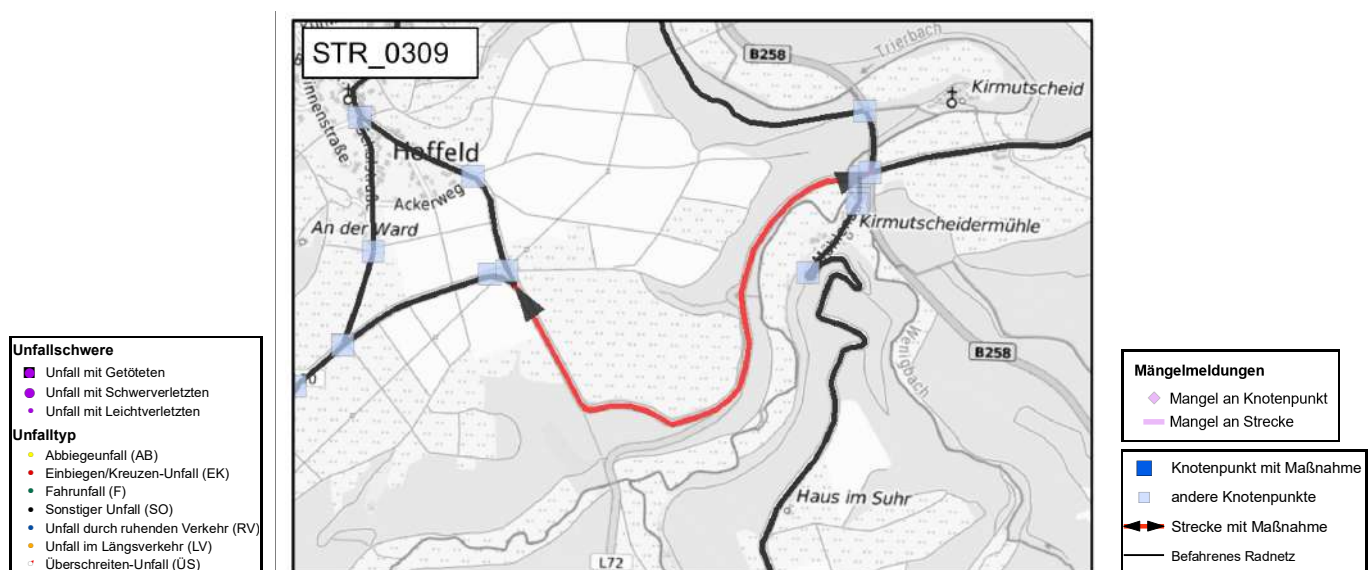 STR_0309
B258
Trierbach
Kirmutscheid
Hoffeld
Ackerweg
An der Ward
Kirmutscheidermühle
Wenigbach
B258
Haus im Suhr
L72
Unfallschwere
Unfall mit Getöteten
Unfall mit Schwerverletzten
Unfall mit Leichtverletzten
Unfalltyp
Abbiegeunfall (AB)
Einbiegen/Kreuzen-Unfall (EK)
Fahrunfall (F)
Sonstiger Unfall (SO)
Unfall durch ruhenden Verkehr (RV)
Unfall im Längsverkehr (LV)
Überschreiten-Unfall (ÜS)
Mängelmeldungen
Mangel an Knotenpunkt
Mangel an Strecke
Knotenpunkt mit Maßnahme
andere Knotenpunkte
Strecke mit Maßnahme
Befahrenes Radnetz